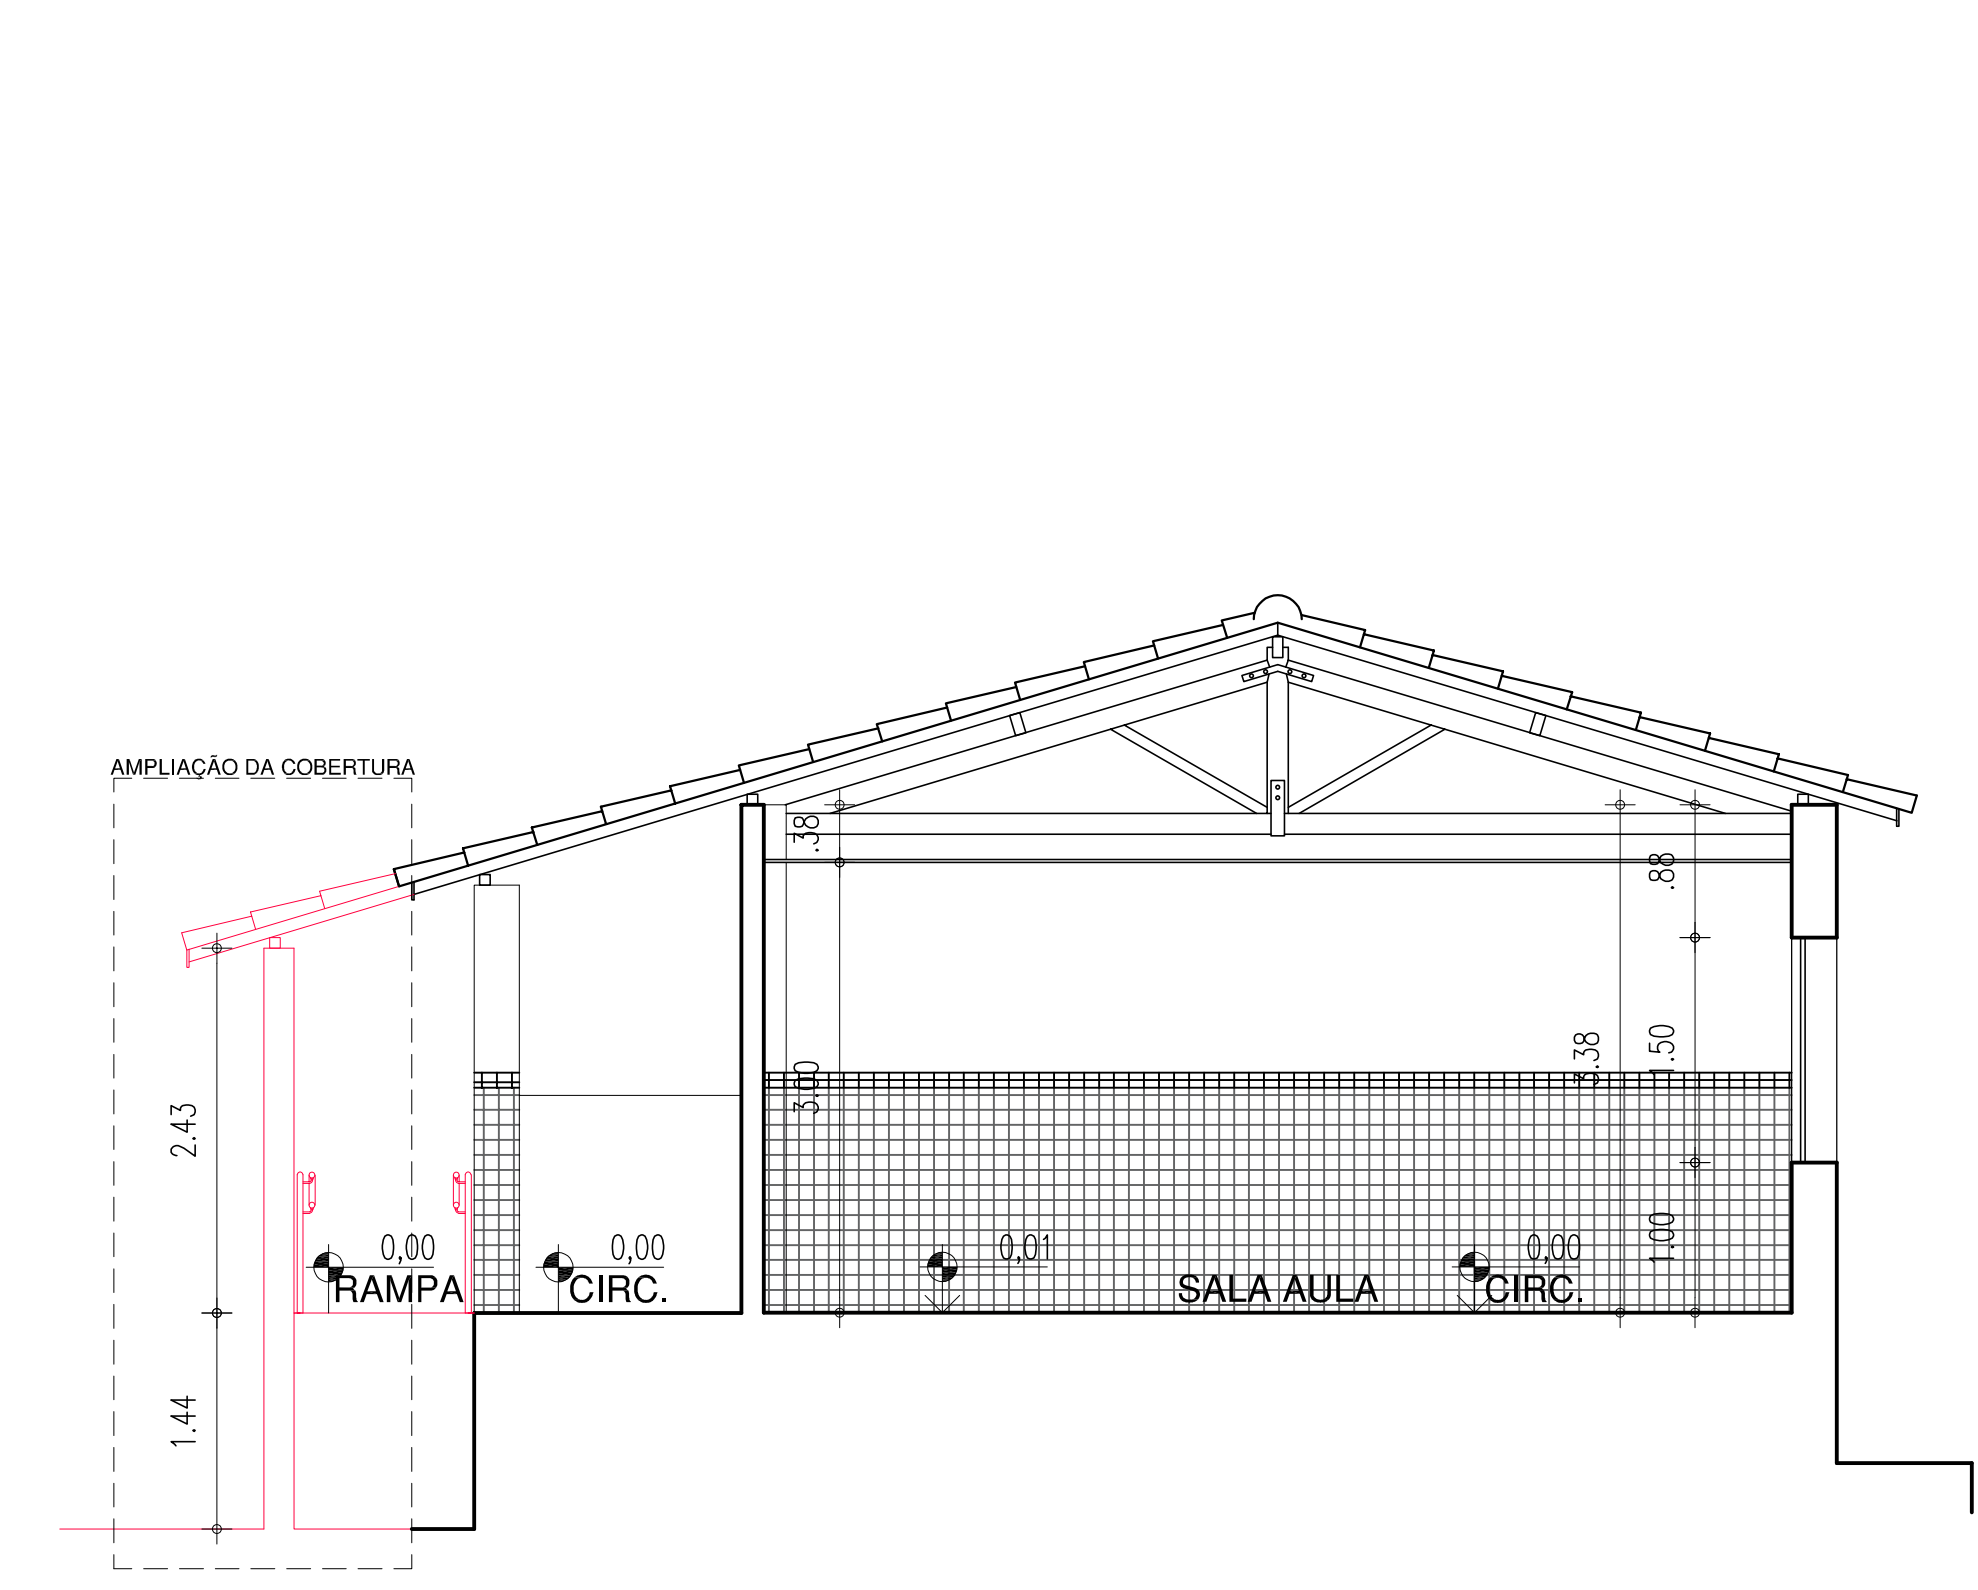 AMPLIAÇÃO DA COBERTURA
.38
.88
3.00
3.38
1.50
2.43
1.00
0,00
RAMPA
0,00
CIRC.
0,01
SALA AULA
0,00
CIRC.
1.44